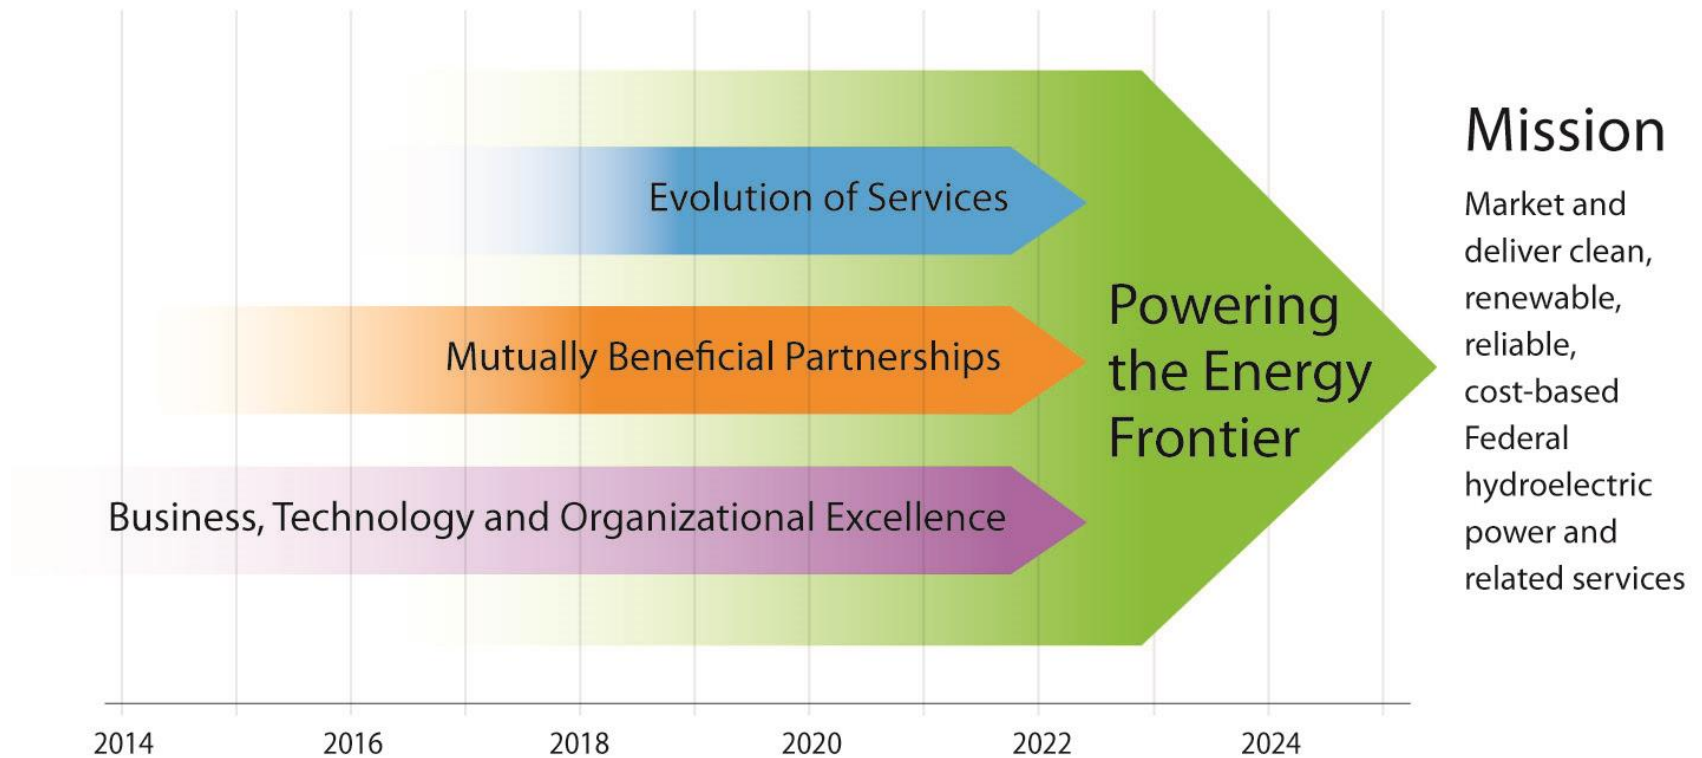 Evolution of Services
Mutually Beneficial Partnerships
Business, Technology and Organizational Excellence
Powering
the Energy
Frontier
Mission
Market and
deliver clean,
renewable,
reliable,
cost-based
Federal
hydroelectric
power and
related services
2014 2016 2018 2020 2022 2024